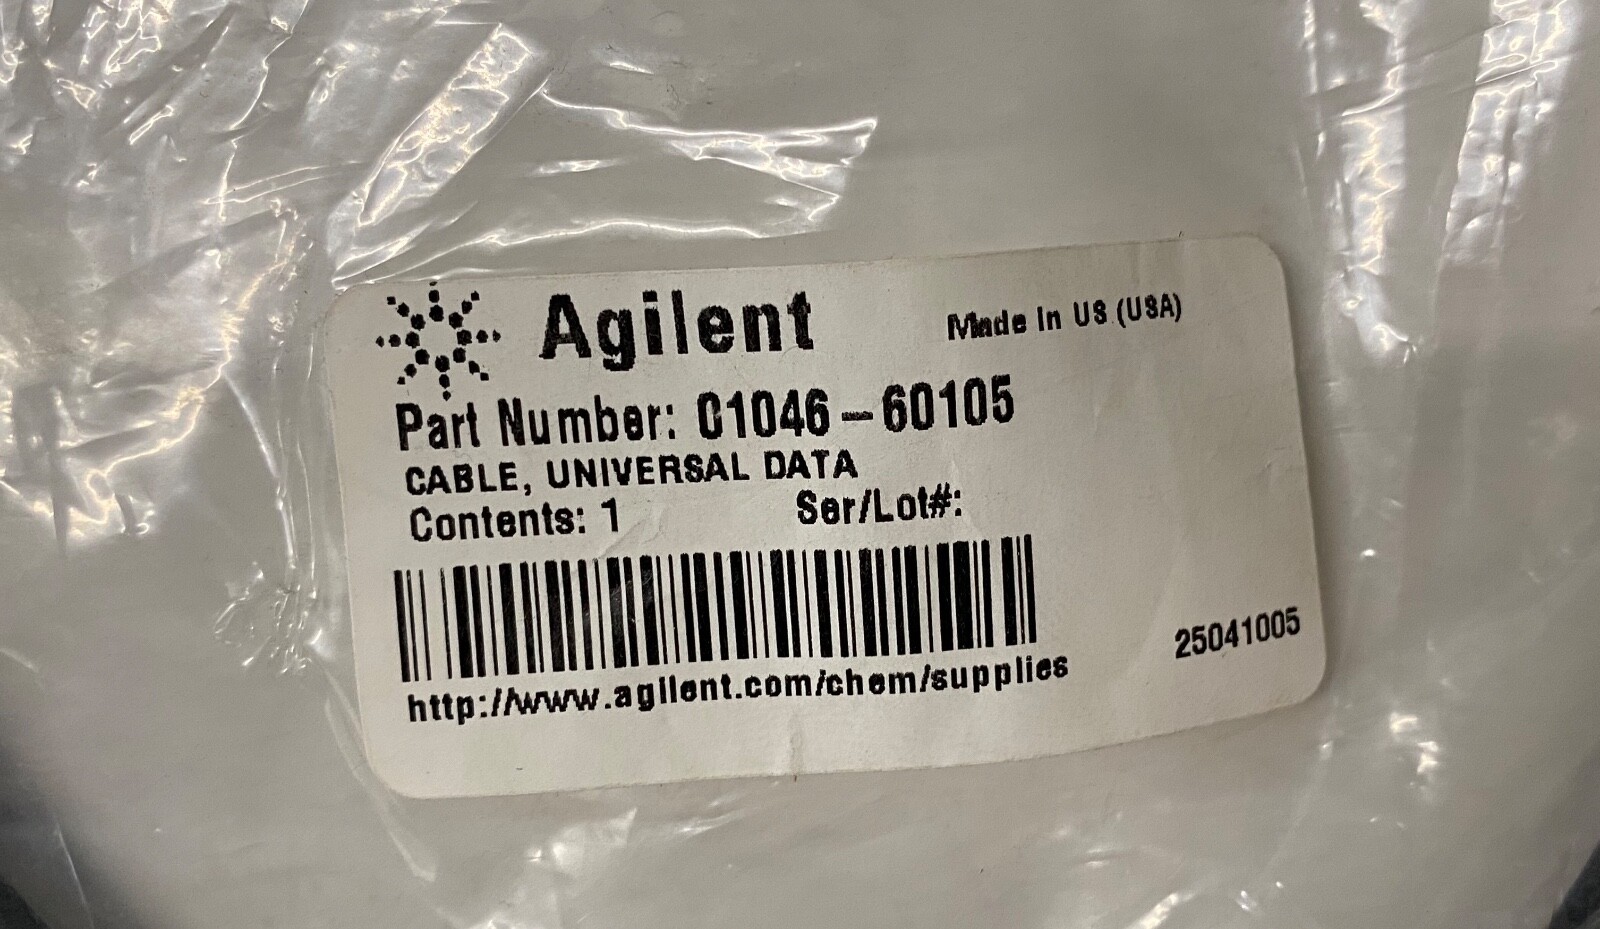 Agilent
Made In US (USA)
Part Number: 01046-60105
CABLE, UNIVERSAL DATA
Contents: 1 Ser/Lot#:
25041005
http://www.agilent.com/chem/supplies